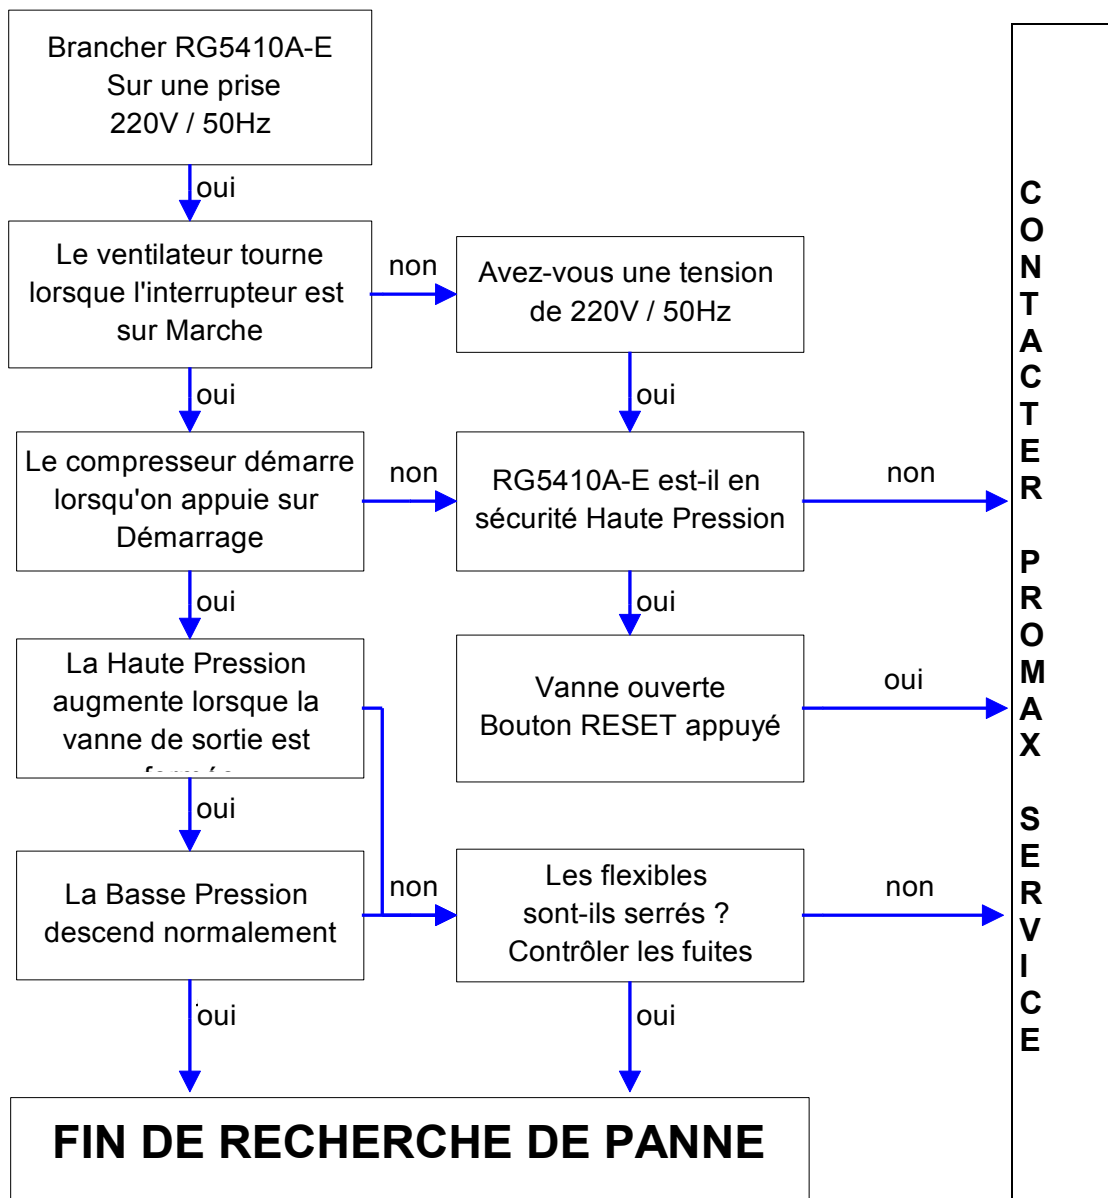 Brancher RG5410A-E
Sur une prise
220V / 50Hz
oui
Le ventilateur tourne
lorsque l'interrupteur est
sur Marche
non
Avez-vous une tension
de 220V / 50Hz
oui
oui
Le compresseur démarre
lorsqu'on appuie sur
Démarrage
non
RG5410A-E est-il en
sécurité Haute Pression
non
oui
oui
La Haute Pression
augmente lorsque la
vanne de sortie est
Vanne ouverte
Bouton RESET appuyé
oui
oui
La Basse Pression
descend normalement
non
Les flexibles
sont-ils serrés ?
Contrôler les fuites
non
oui
oui
FIN DE RECHERCHE DE PANNE
CONTACTER PROMAX SERVICE